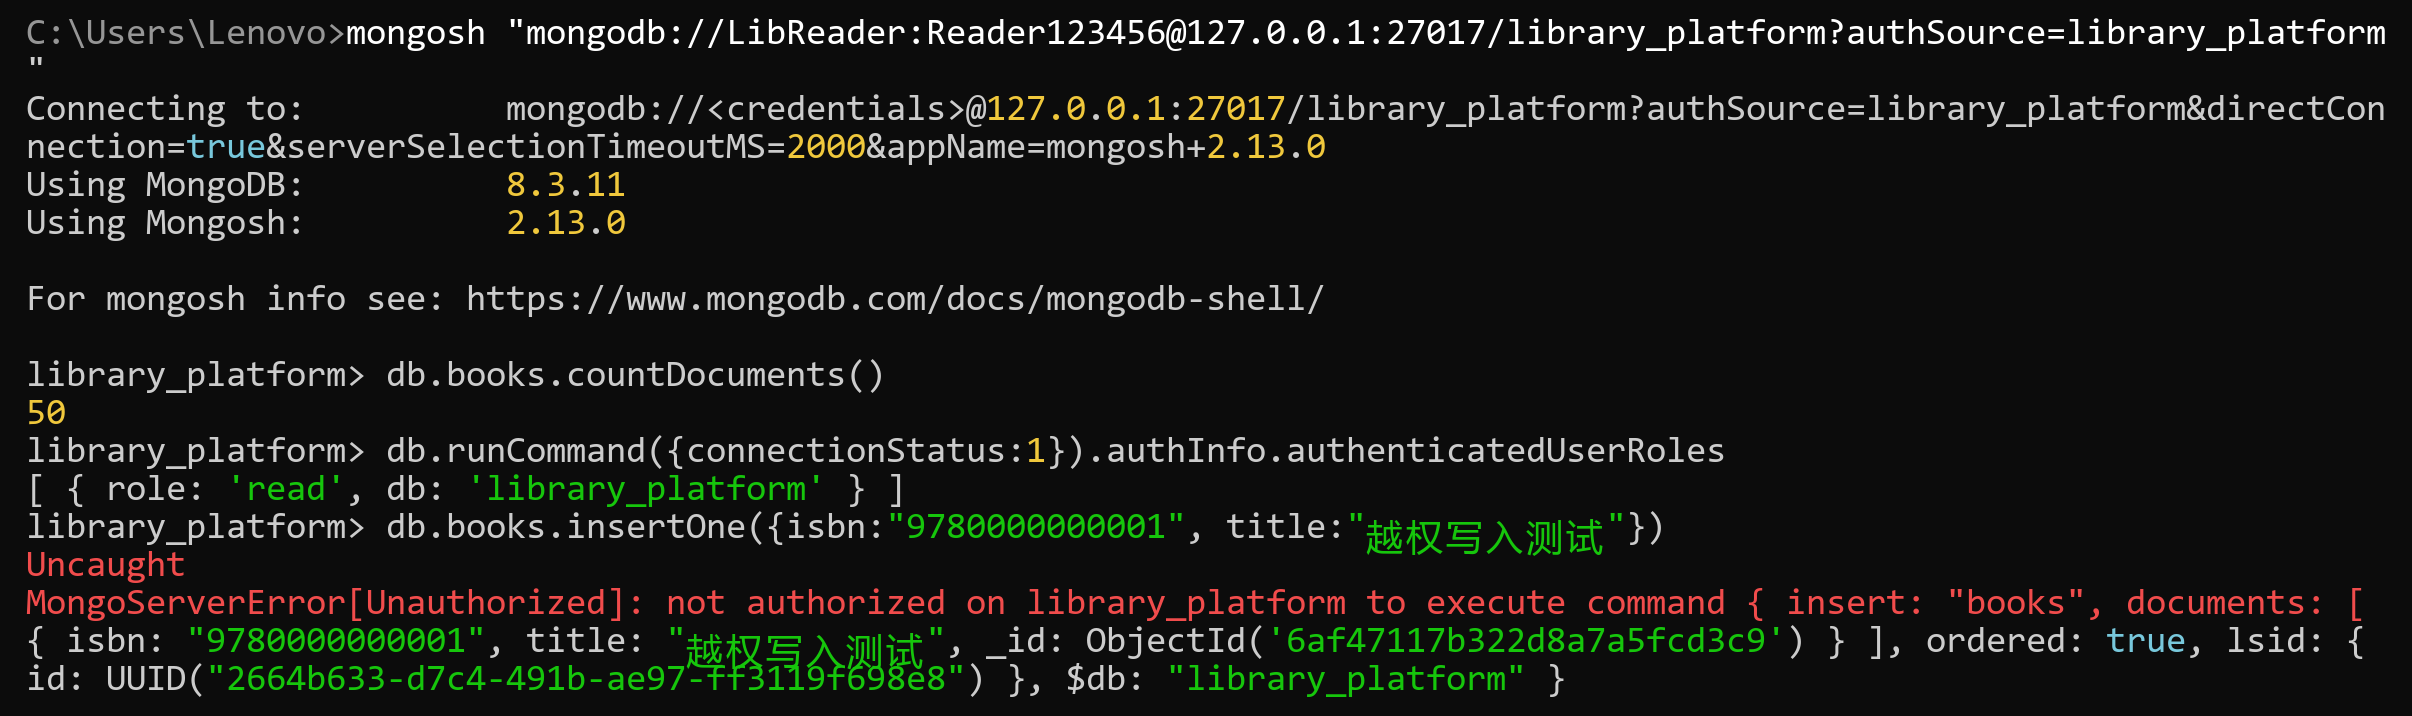 C:\Users\Lenovo>mongosh "mongodb://LibReader:Reader123456@127.0.0.1:27017/library_platform?authSource=library_platform
"
Connecting to:          mongodb://<credentials>@127.0.0.1:27017/library_platform?authSource=library_platform&directCon
nection=true&serverSelectionTimeoutMS=2000&appName=mongosh+2.13.0
Using MongoDB:          8.3.11
Using Mongosh:          2.13.0
For mongosh info see: https://www.mongodb.com/docs/mongodb-shell/
library_platform> db.books.countDocuments()
50
library_platform> db.runCommand({connectionStatus:1}).authInfo.authenticatedUserRoles
[ { role: 'read', db: 'library_platform' } ]
library_platform> db.books.insertOne({isbn:"9780000000001", title:"越权写入测试"})
Uncaught
MongoServerError[Unauthorized]: not authorized on library_platform to execute command { insert: "books", documents: [
{ isbn: "9780000000001", title: "越权写入测试", _id: ObjectId('6af47117b322d8a7a5fcd3c9') } ], ordered: true, lsid: {
id: UUID("2664b633-d7c4-491b-ae97-ff3119f698e8") }, $db: "library_platform" }